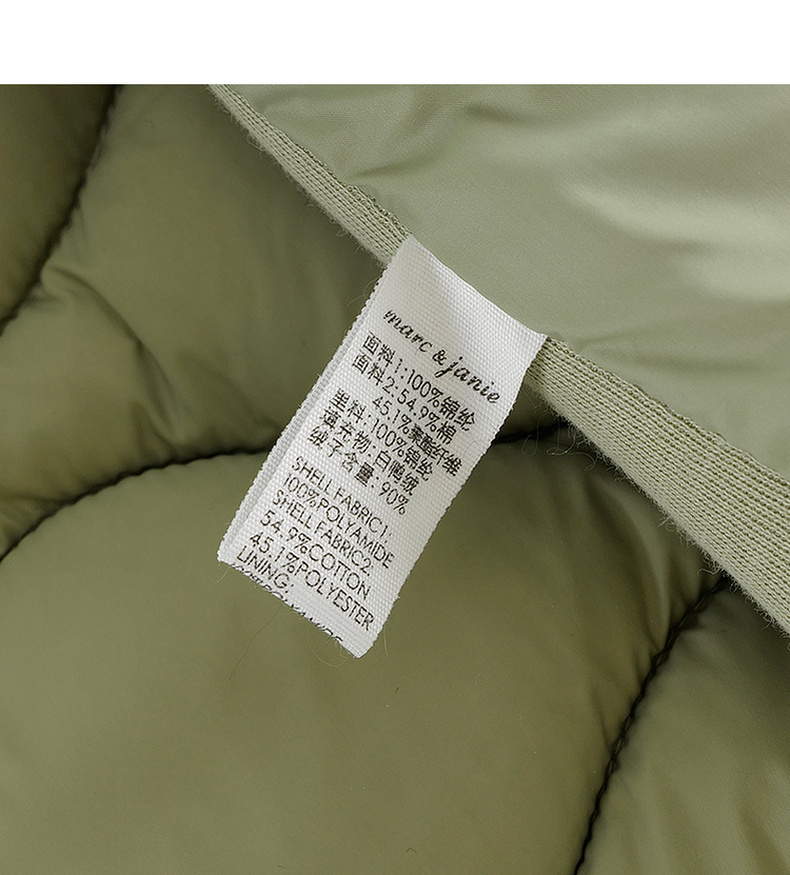 marc & janie
面料1:100%锦纶
面料2:54.9%棉
45.1%聚酯纤维
里料:100%锦纶
填充物:白鹅绒
绒子含量:90%
SHELL FABRIC1.
100%POLYAMIDE
SHELL FABRIC2.
54.9%COTTON
45.1%POLYESTER
LINING.